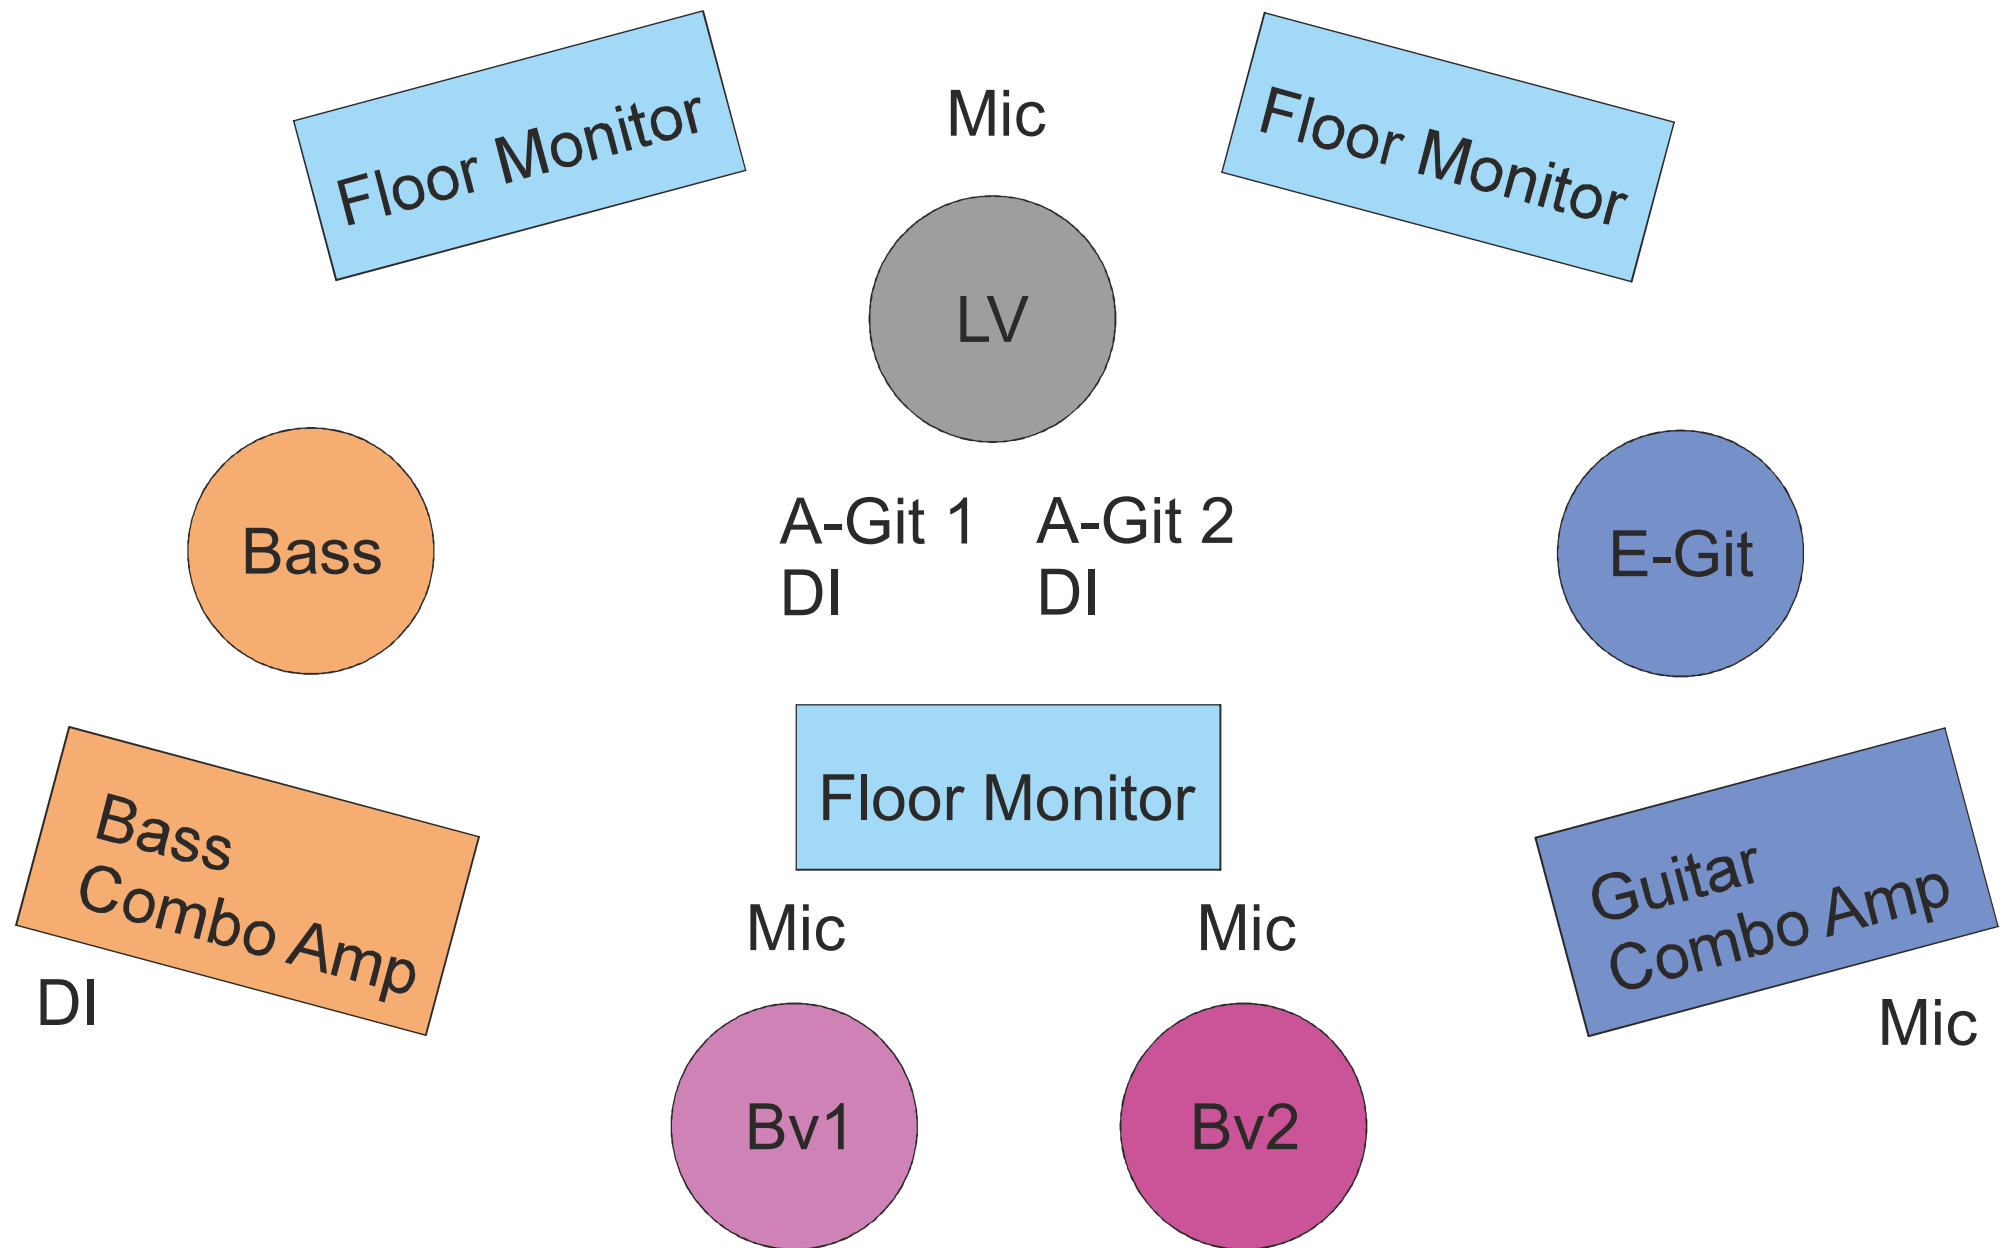 Floor Monitor
Mic
Floor Monitor
LV
Bass
A-Git 1
DI
A-Git 2
DI
E-Git
Floor Monitor
Bass
Combo Amp
DI
Guitar
Combo Amp
Mic
Mic
Mic
Bv1
Bv2